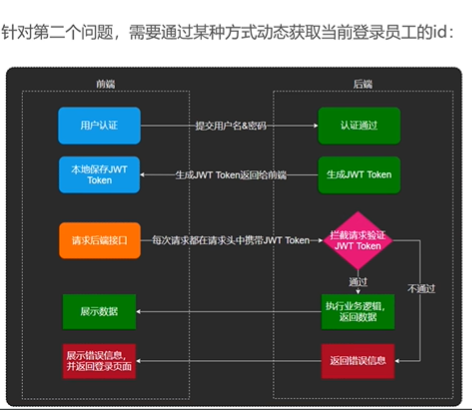 针对第二个问题，需要通过某种方式动态获取当前登录员工的id：
前端
后端
用户认证
提交用户名&密码
认证通过
本地保存JWT
Token
生成JWT Token返回给前端
生成JWT Token
请求后端接口
每次请求都在请求头中携带JWT Token
拦截请求验证
JWT Token
通过
不通过
展示数据
执行业务逻辑，
返回数据
展示错误信息，
并返回登录页面
返回错误信息